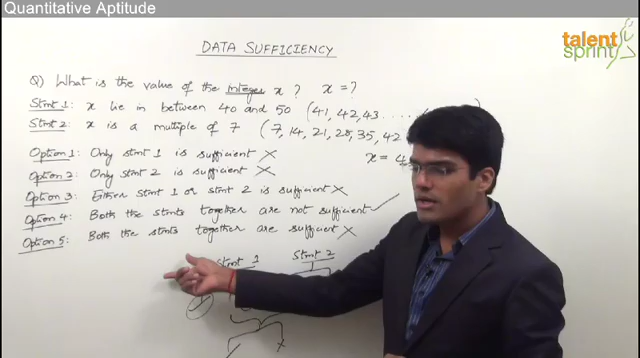 Quantitative Aptitude
talent
sprint
DATA SUFFICIENCY
Q) What is the value of the integer x ? x = ?
Stmt 1: x lie in between 40 and 50 (41, 42, 43 ..... )
Stmt 2: x is a multiple of 7 (7, 14, 21, 28, 35, 42
x = 4
Option 1: Only stmt 1 is sufficient ×
Option 2: Only stmt 2 is sufficient ×
Option 3: Either stmt 1 or stmt 2 is sufficient ×
Option 4: Both the stmts together are not sufficient ✓
Option 5: Both the stmts together are sufficient ×
Stmt 1 Stmt 2